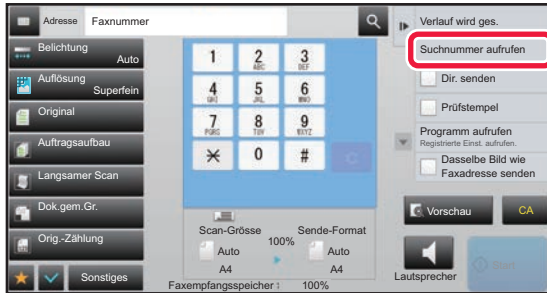 Adresse Faxnummer
Verlauf wird ges.
Belichtung
Auto
Suchnummer aufrufen
Auflösung
Superfein
Dir. senden
Original
Prüfstempel
Auftragsaufbau
Programm aufrufen
Registrierte Einst. aufrufen.
Langsamer Scan
Dasselbe Bild wie
Faxadresse senden
Dok.gem.Gr.
Orig.-Zählung
Sonstiges
1 2 3
ABC DEF
4 5 6
GHI JKL MNO
7 8 9
PQRS TUV WXYZ
0 #
C
Scan-Grösse Sende-Format
100%
Auto Auto
A4 A4
Faxempfangsspeicher : 100%
Vorschau CA
Lautsprecher
Start